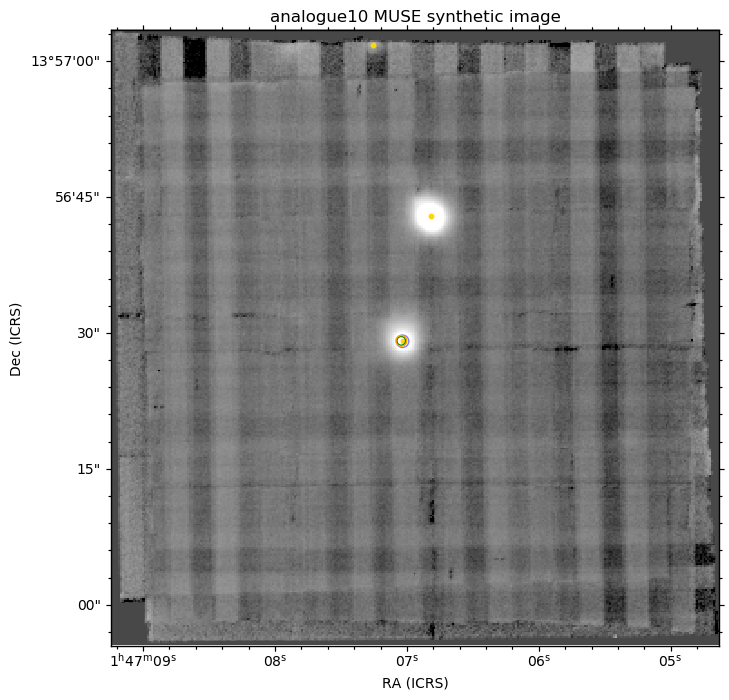 analogue10 MUSE synthetic image
13°57'00"
56'45"
30"
15"
00"
Dec (ICRS)
1ʰ47ᵐ09ˢ 08ˢ 07ˢ 06ˢ 05ˢ
RA (ICRS)